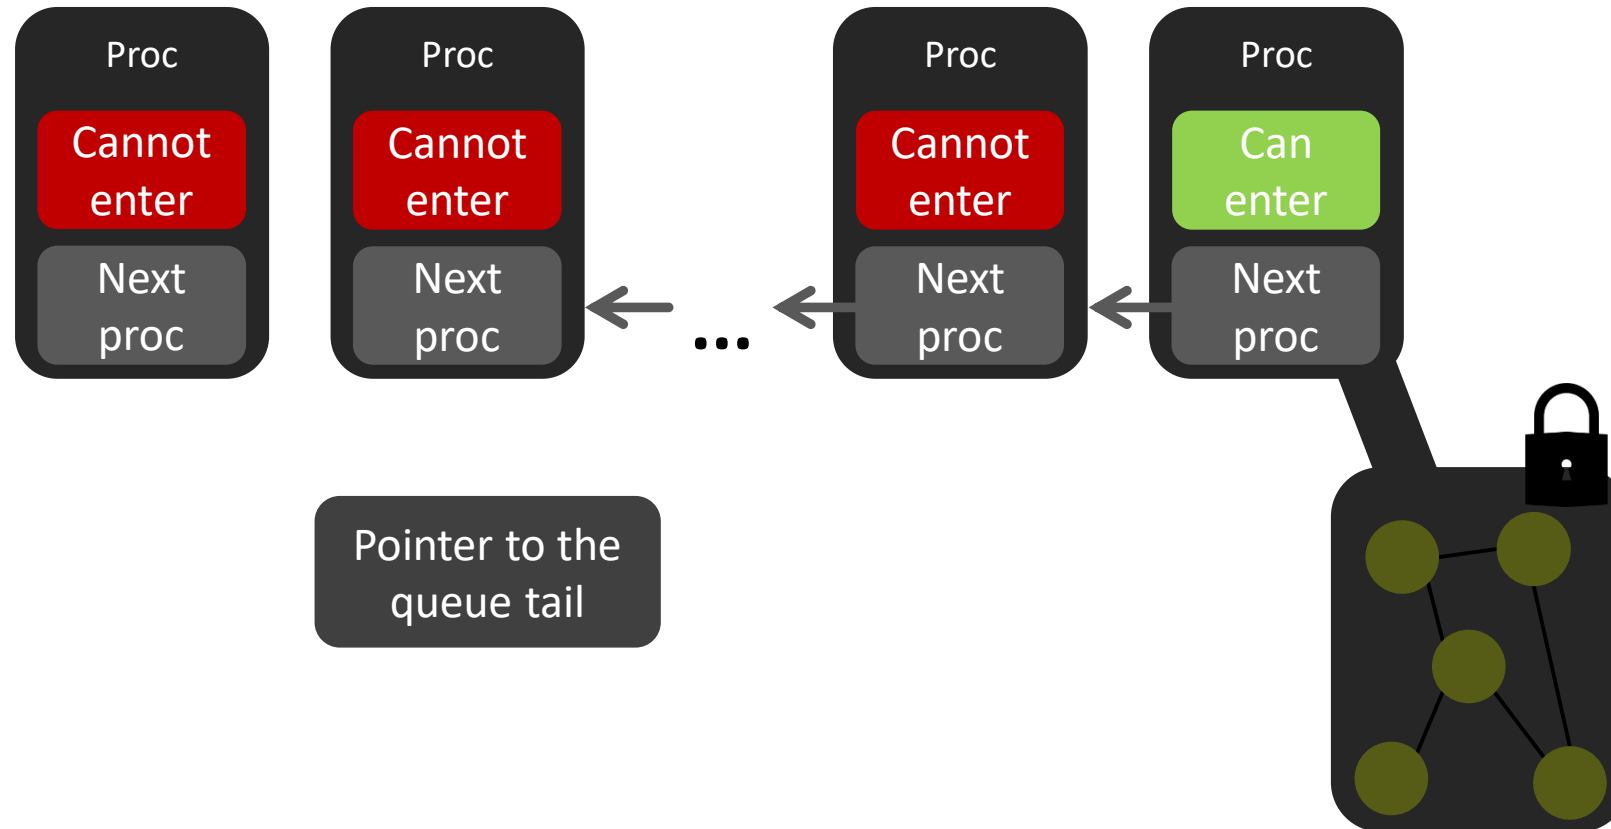 Proc
Cannot
enter
Next
proc
Proc
Cannot
enter
Next
proc
...
Proc
Cannot
enter
Next
proc
Proc
Can
enter
Next
proc
Pointer to the
queue tail